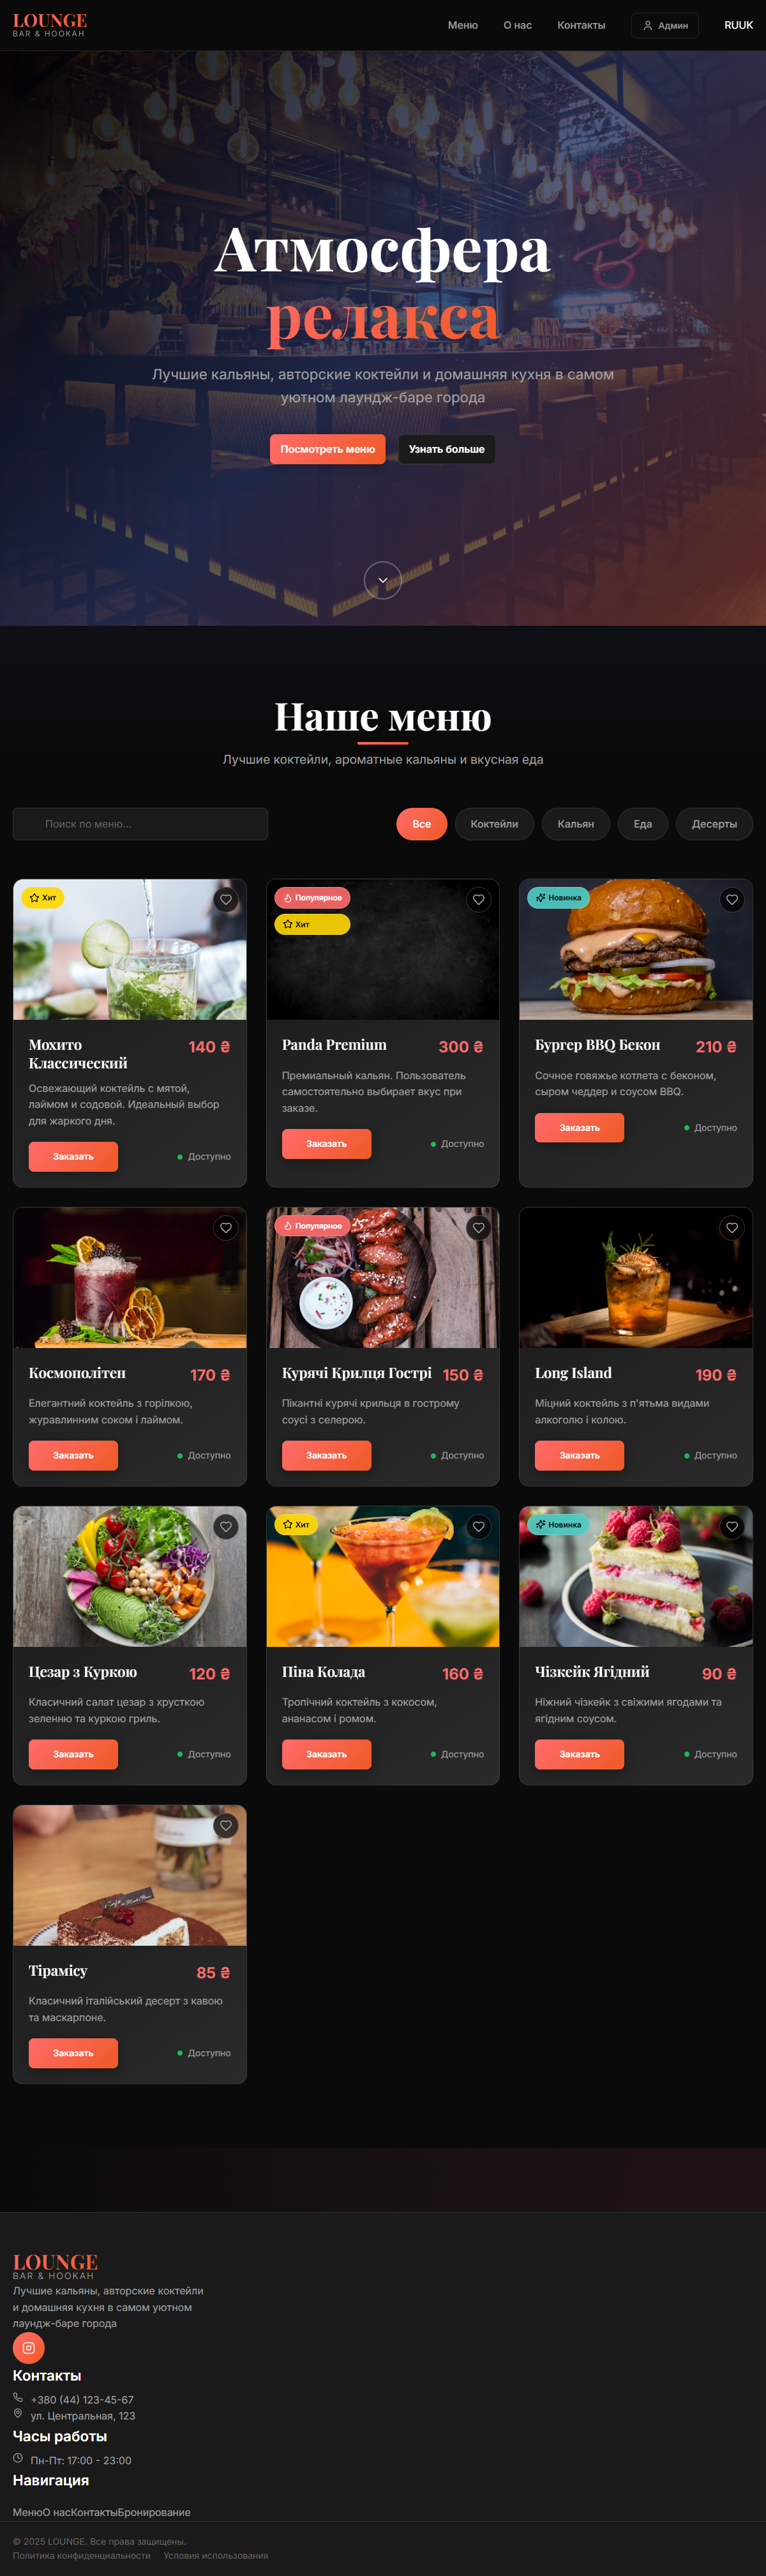 LOUNGE
BAR & HOOKAH
Меню
О нас
Контакты
Админ
RUUK
Атмосфера
релакса
Лучшие кальяны, авторские коктейли и домашняя кухня в самом
уютном лаундж-баре города
Посмотреть меню
Узнать больше
Наше меню
Лучшие коктейли, ароматные кальяны и вкусная еда
Поиск по меню...
Все
Коктейли
Кальян
Еда
Десерты
Хит
Мохито
Классический
140 ₴
Освежающий коктейль с мятой,
лаймом и содовой. Идеальный выбор
для жаркого дня.
Заказать
Доступно
Популярное
Хит
Panda Premium
300 ₴
Премиальный кальян. Пользователь
самостоятельно выбирает вкус при
заказе.
Заказать
Доступно
Новинка
Бургер BBQ Бекон
210 ₴
Сочное говяжье котлета с беконом,
сыром чеддер и соусом BBQ.
Заказать
Доступно
Космополітен
170 ₴
Елегантний коктейль з горілкою,
журавлинним соком і лаймом.
Заказать
Доступно
Популярное
Курячі Крилця Гострі
150 ₴
Пікантні курячі крильця в гострому
соусі з селерою.
Заказать
Доступно
Long Island
190 ₴
Міцний коктейль з п'ятьма видами
алкоголю і колою.
Заказать
Доступно
Цезар з Куркою
120 ₴
Класичний салат цезар з хрусткою
зеленню та куркою гриль.
Заказать
Доступно
Хит
Піна Колада
160 ₴
Тропічний коктейль з кокосом,
ананасом і ромом.
Заказать
Доступно
Новинка
Чізкейк Ягідний
90 ₴
Ніжний чізкейк з свіжими ягодами та
ягідним соусом.
Заказать
Доступно
Тірамісу
85 ₴
Класичний італійський десерт з кавою
та маскарпоне.
Заказать
Доступно
LOUNGE
BAR & HOOKAH
Лучшие кальяны, авторские коктейли
и домашняя кухня в самом уютном
лаундж-баре города
Контакты
+380 (44) 123-45-67
ул. Центральная, 123
Часы работы
Пн-Пт: 17:00 - 23:00
Навигация
МенюО насКонтактыБронирование
© 2025 LOUNGE. Все права защищены.
Политика конфиденциальности
Условия использования